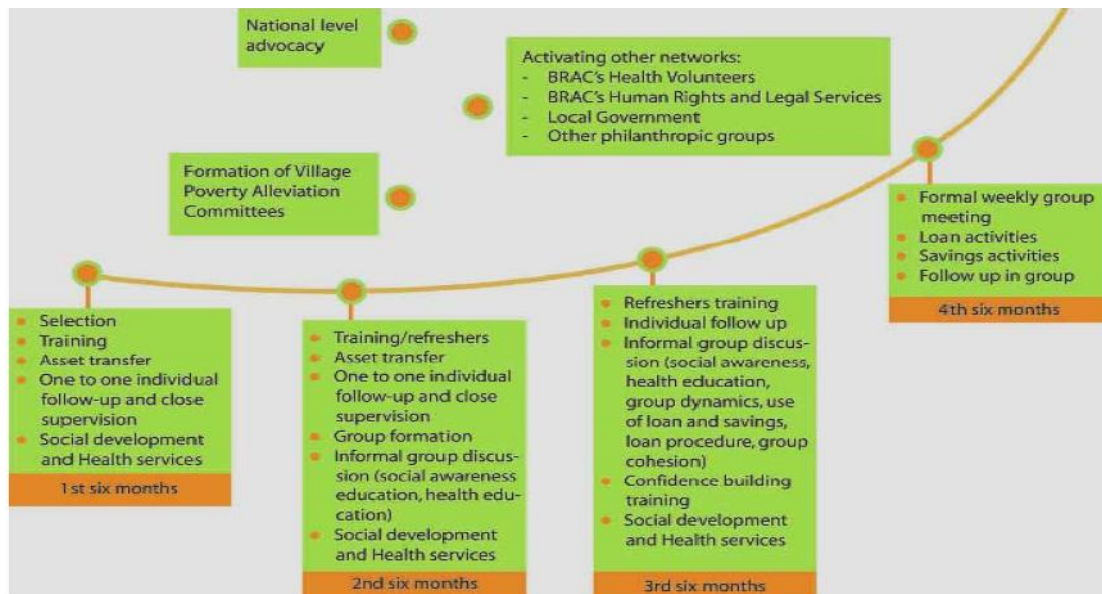 National level
advocacy
Activating other networks:
- BRAC's Health Volunteers
- BRAC's Human Rights and Legal Services
- Local Government
- Other philanthropic groups
Formation of Village
Poverty Alleviation
Committees
• Selection
• Training
• Asset transfer
• One to one individual
follow-up and close
supervision
• Social development
and Health services
1st six months
• Training/refreshers
• Asset transfer
• One to one individual
follow-up and close
supervision
• Group formation
• Informal group discus-
sion (social awareness
education, health edu-
cation)
• Social development
and Health services
2nd six months
• Refreshers training
• Individual follow up
• Informal group discus-
sion (social awareness,
health education,
group dynamics, use
of loan and savings,
loan procedure, group
cohesion)
• Confidence building
training
• Social development
and Health services
3rd six months
• Formal weekly group
meeting
• Loan activities
• Savings activities
• Follow up in group
4th six months